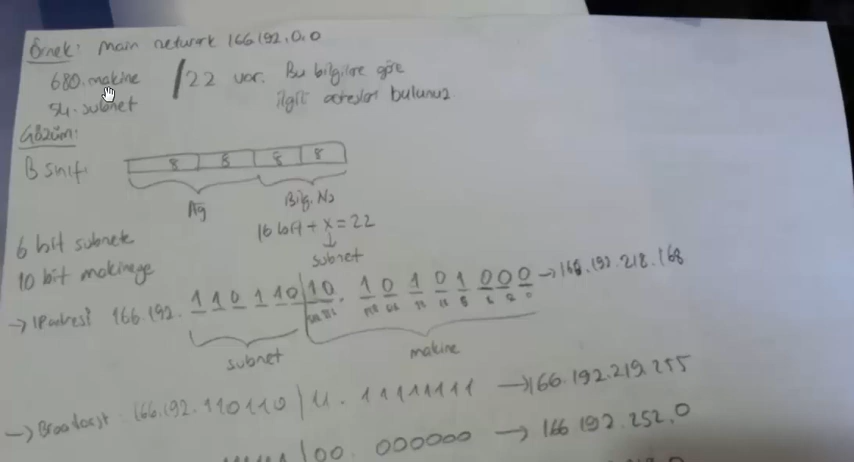 Örnek: main network 166.192.0.0
680. makine /22 var. Bu bilgilere göre
54. subnet ilgili adresleri bulunuz.
Çözüm:
B sınıfı 8 8 8 8
Ağ Bilg. No
16 bit + x = 22
subnet
6 bit subnete
10 bit makineye
→ IP adresi 166.192. 1 1 0 1 1 0 | 1 0 . 1 0 1 0 1 0 0 0 → 166.192.218.168
subnet makine
→ Broadcast: 166.192.110110 | 11. 11111111 → 166.192.219.255
00. 000000 → 166 192.252.0